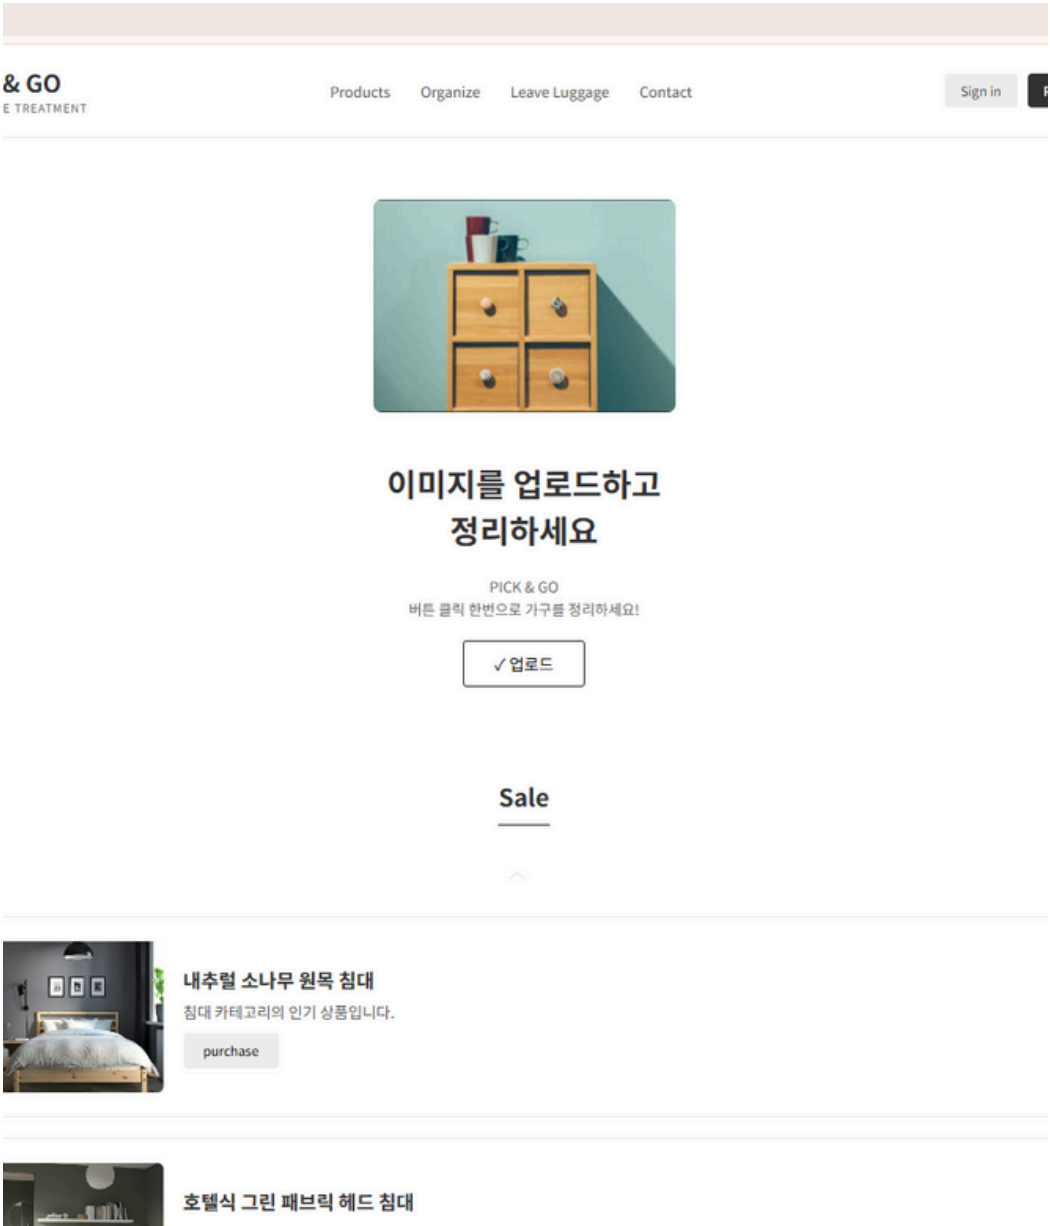 & GO
E TREATMENT
Products Organize Leave Luggage Contact
Sign in
이미지를 업로드하고
정리하세요
PICK & GO
버튼 클릭 한번으로 가구를 정리하세요!
✓ 업로드
Sale
내추럴 소나무 원목 침대
침대 카테고리의 인기 상품입니다.
purchase
호텔식 그린 패브릭 헤드 침대